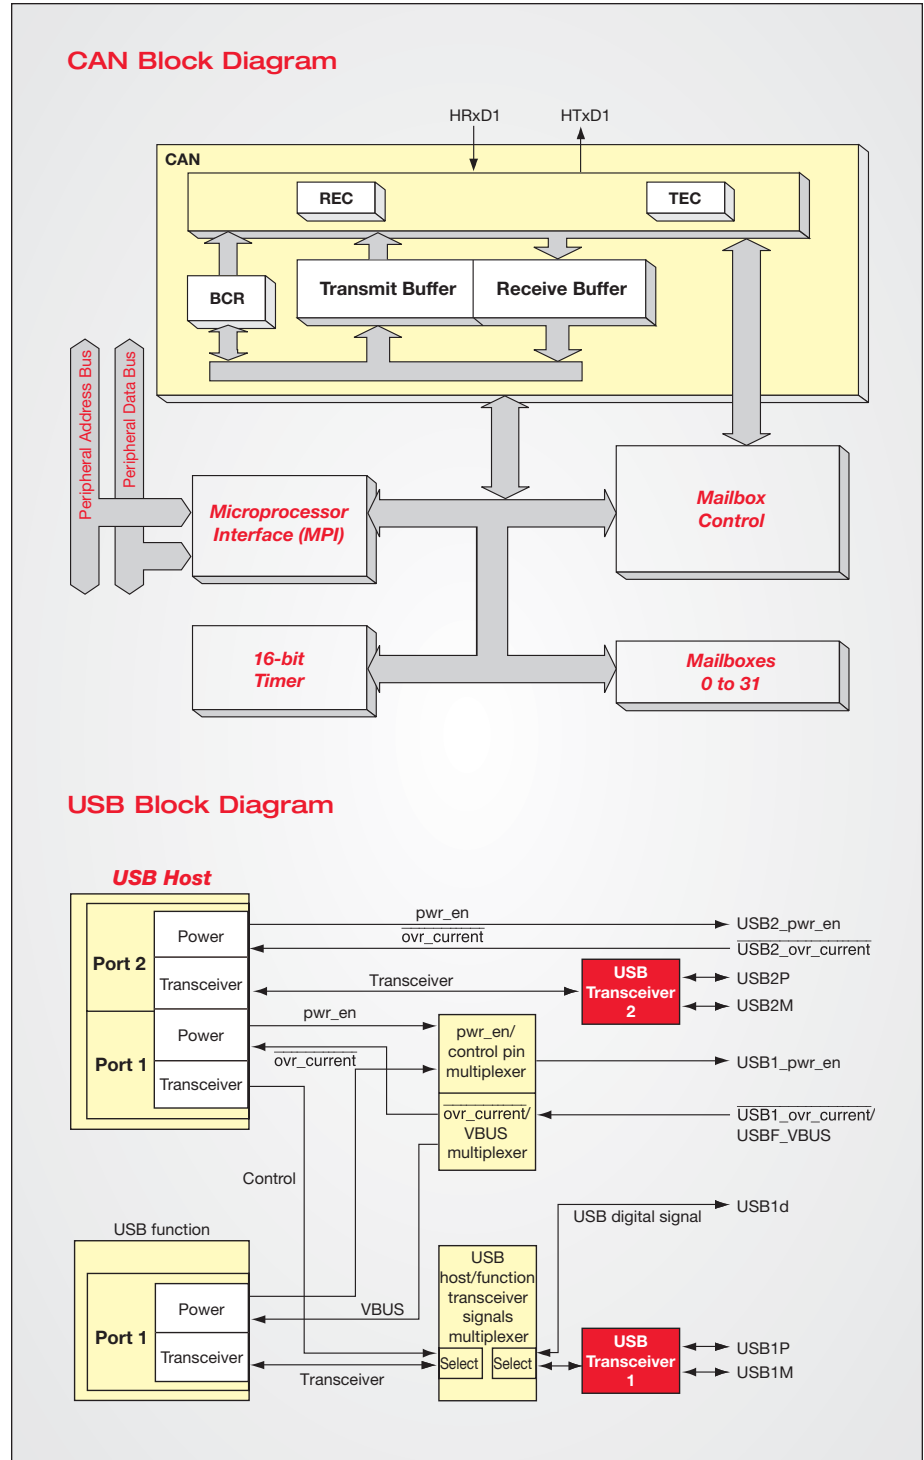 CAN Block Diagram
HRxD1
HTxD1
CAN
REC
TEC
BCR
Transmit Buffer
Receive Buffer
Peripheral Address Bus
Peripheral Data Bus
Microprocessor
Interface (MPI)
Mailbox
Control
16-bit
Timer
Mailboxes
0 to 31
USB Block Diagram
USB Host
Port 2
Power
Transceiver
Port 1
Power
Transceiver
pwr_en
ovr_current
Transceiver
pwr_en
ovr_current
USB2_pwr_en
USB2_ovr_current
USB
Transceiver
2
USB2P
USB2M
pwr_en/
control pin
multiplexer
ovr_current/
VBUS
multiplexer
USB1_pwr_en
USB1_ovr_current/
USBF_VBUS
Control
USB function
Port 1
Power
Transceiver
VBUS
Transceiver
USB
host/function
transceiver
signals
multiplexer
Select
Select
USB digital signal
USB1d
USB
Transceiver
1
USB1P
USB1M